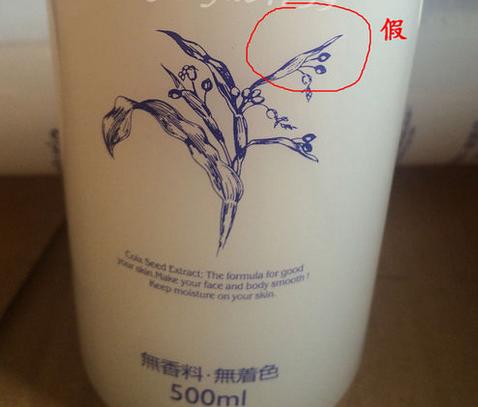 假
Coix Seed Extract: The formula for good
your skin.Make your face and body smooth !
Keep moisture on your skin.
無香料·無着色
500ml